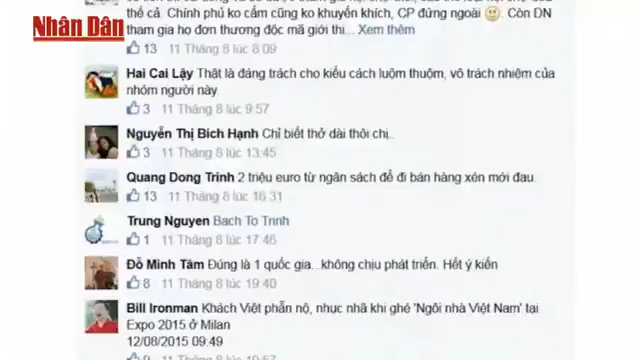 Nhân Dân
thể cả. Chính phủ ko cấm cũng ko khuyến khích, CP đứng ngoài. Còn DN
tham gia họ đơn thương độc mã giới thi... Xem thêm
13 11 Tháng 8 lúc 8:09
Hai Cai Lậy Thật là đáng trách cho kiểu cách luộm thuộm, vô trách nhiệm của
nhóm người này.
3 11 Tháng 8 lúc 9:57
Nguyễn Thị Bích Hạnh Chỉ biết thở dài thôi chị..
3 11 Tháng 8 lúc 13:45
Quang Dong Trinh 2 triệu euro từ ngân sách để đi bán hàng xén mới đau.
13 11 Tháng 8 lúc 16:31
Trung Nguyen Bach To Trinh
1 11 Tháng 8 lúc 17:46
Đỗ Minh Tâm Đúng là 1 quốc gia...không chịu phát triển. Hết ý kiến
8 11 Tháng 8 lúc 19:40
Bill Ironman Khách Việt phẫn nộ, nhục nhã khi ghé 'Ngôi nhà Việt Nam' tại
Expo 2015 ở Milan
12/08/2015 09:49